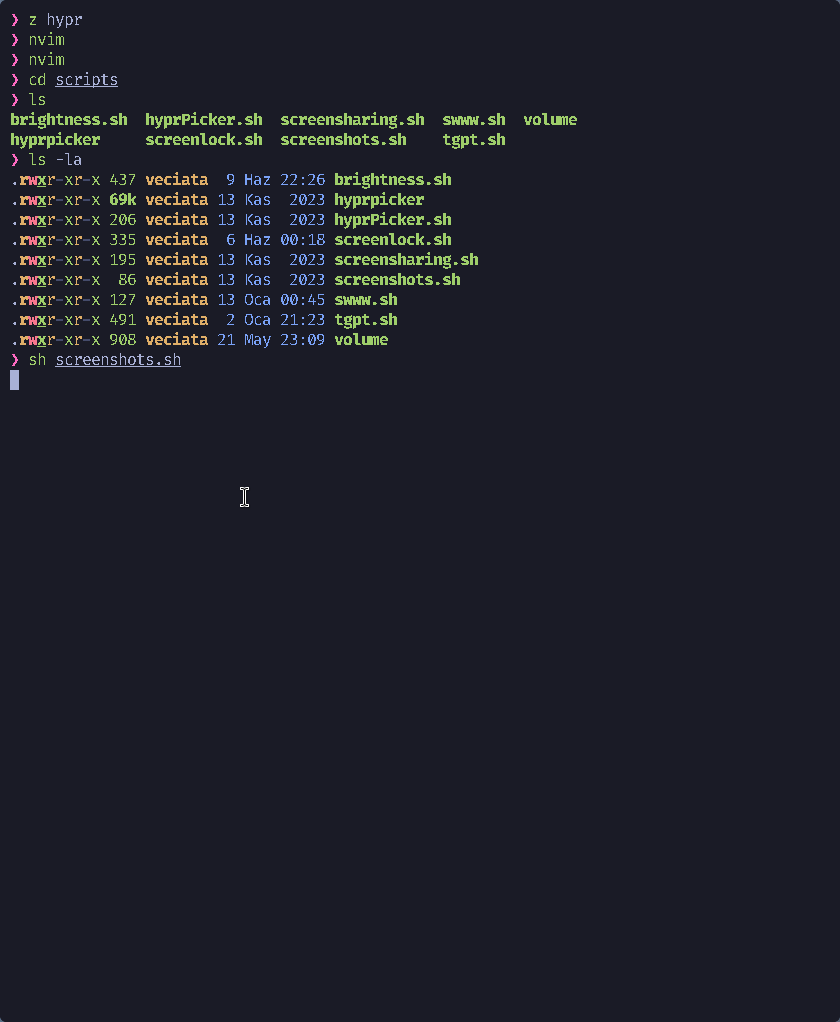 ❯ z hypr
❯ nvim
❯ nvim
❯ cd scripts
❯ ls
brightness.sh  hyprPicker.sh  screensharing.sh  swww.sh  volume
hyprpicker     screenlock.sh  screenshots.sh    tgpt.sh
❯ ls -la
.rwxr-xr-x 437 veciata  9 Haz 22:26 brightness.sh
.rwxr-xr-x 69k veciata 13 Kas  2023 hyprpicker
.rwxr-xr-x 206 veciata 13 Kas  2023 hyprPicker.sh
.rwxr-xr-x 335 veciata  6 Haz 00:18 screenlock.sh
.rwxr-xr-x 195 veciata 13 Kas  2023 screensharing.sh
.rwxr-xr-x  86 veciata 13 Kas  2023 screenshots.sh
.rwxr-xr-x 127 veciata 13 Oca 00:45 swww.sh
.rwxr-xr-x 491 veciata  2 Oca 21:23 tgpt.sh
.rwxr-xr-x 908 veciata 21 May 23:09 volume
❯ sh screenshots.sh